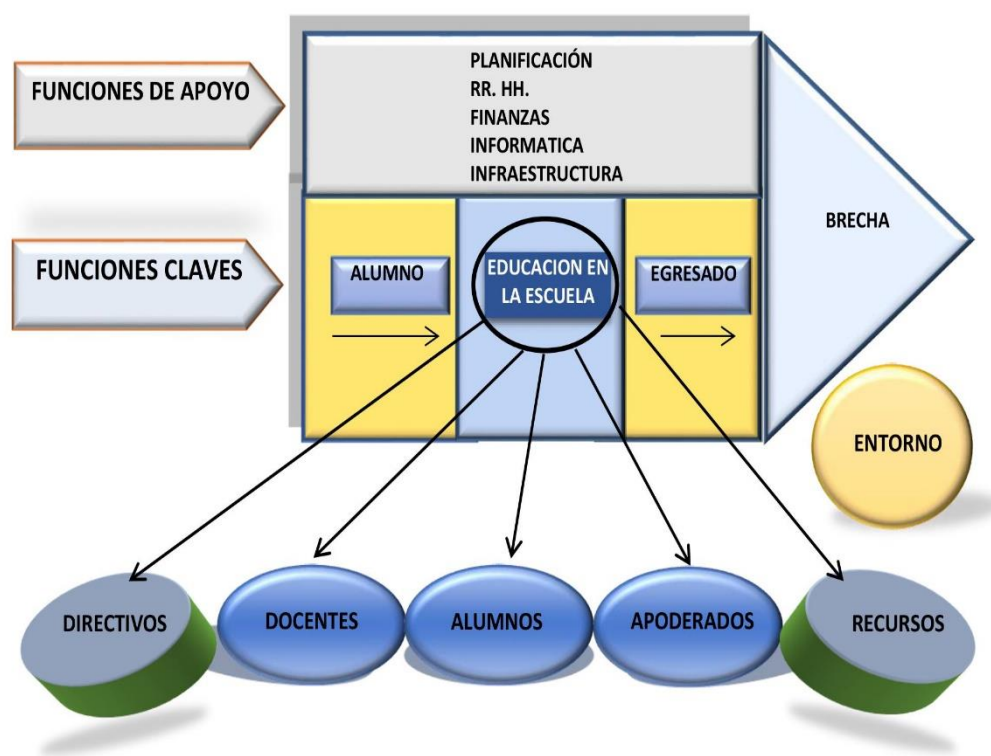 FUNCIONES DE APOYO
PLANIFICACIÓN
RR. HH.
FINANZAS
INFORMATICA
INFRAESTRUCTURA
BRECHA
FUNCIONES CLAVES
ALUMNO
EDUCACION EN
LA ESCUELA
EGRESADO
ENTORNO
DIRECTIVOS
DOCENTES
ALUMNOS
APODERADOS
RECURSOS